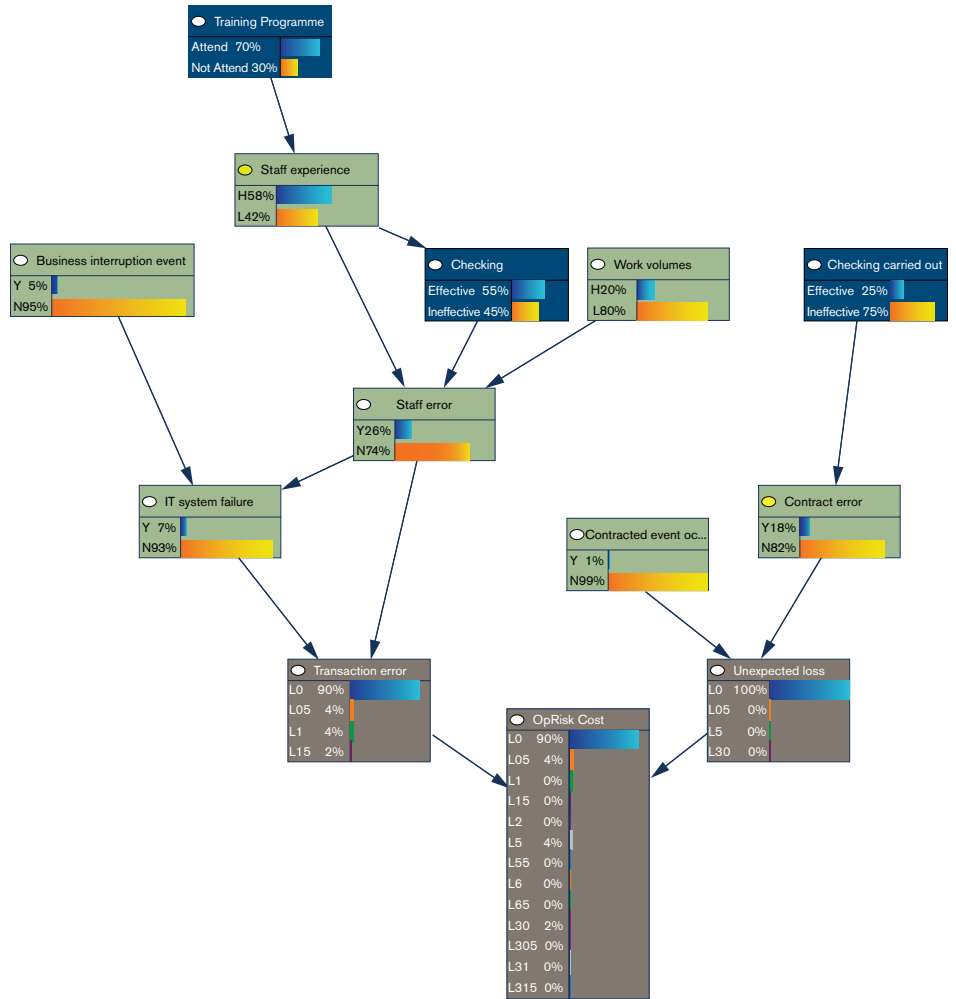 Training Programme
Attend 70%
Not Attend 30%
Staff experience
H58%
L42%
Business interruption event
Y 5%
N95%
Checking
Effective 55%
Ineffective 45%
Work volumes
H20%
L80%
Checking carried out
Effective 25%
Ineffective 75%
Staff error
Y26%
N74%
IT system failure
Y 7%
N93%
Contracted event oc...
Y 1%
N99%
Contract error
Y18%
N82%
Transaction error
L0 90%
L05 4%
L1 4%
L15 2%
Unexpected loss
L0 100%
L05 0%
L5 0%
L30 0%
OpRisk Cost
L0 90%
L05 4%
L1 0%
L15 0%
L2 0%
L5 4%
L55 0%
L6 0%
L65 0%
L30 2%
L305 0%
L31 0%
L315 0%